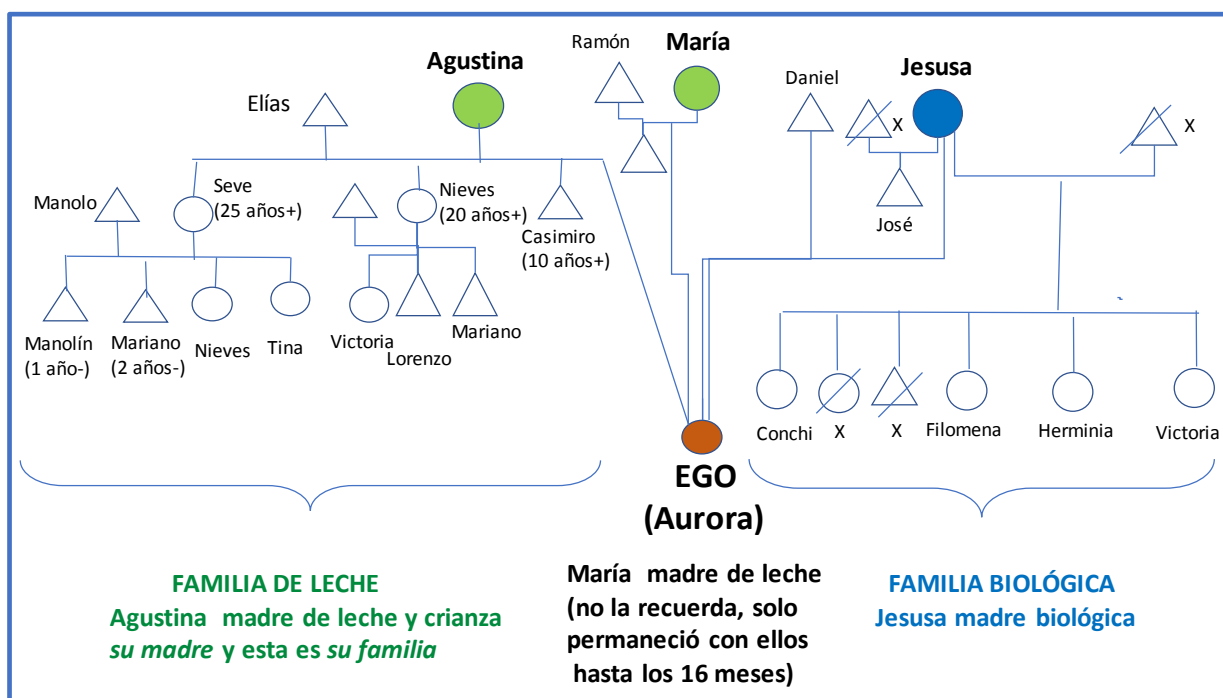 Ramón
María
Agustina
Daniel
Jesusa
Elías
X
X
Seve
(25 años+)
Nieves
(20 años+)
Manolo
Casimiro
(10 años+)
José
Manolín
(1 año-)
Mariano
(2 años-)
Nieves
Tina
Victoria
Lorenzo
Mariano
Conchi
X
X
Filomena
Herminia
Victoria
EGO
(Aurora)
FAMILIA DE LECHE
Agustina madre de leche y crianza
su madre y esta es su familia
María madre de leche
(no la recuerda, solo
permaneció con ellos
hasta los 16 meses)
FAMILIA BIOLÓGICA
Jesusa madre biológica